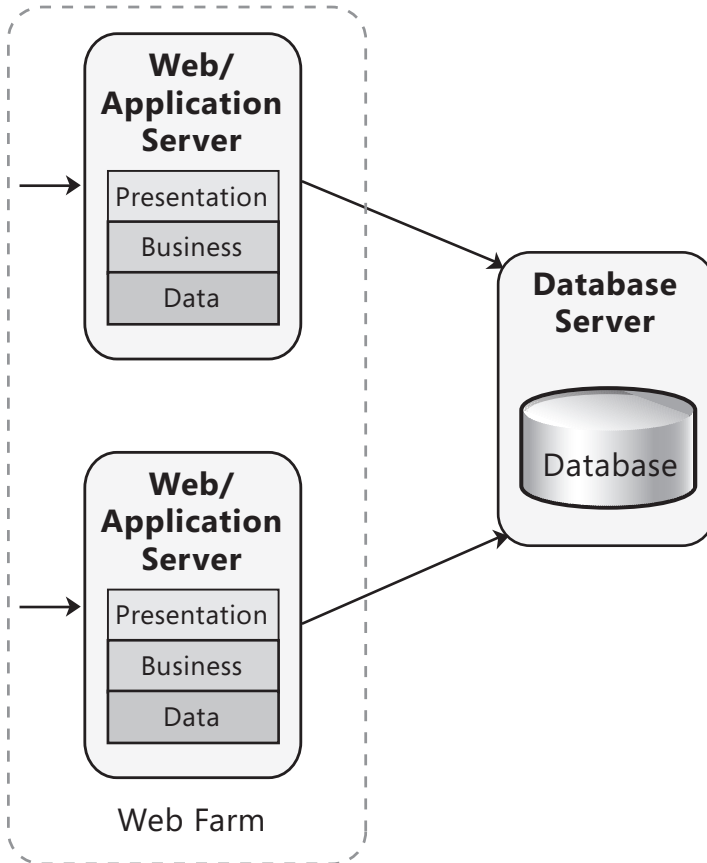 Web/
Application
Server
Presentation
Business
Data
Database
Server
Database
Web/
Application
Server
Presentation
Business
Data
Web Farm